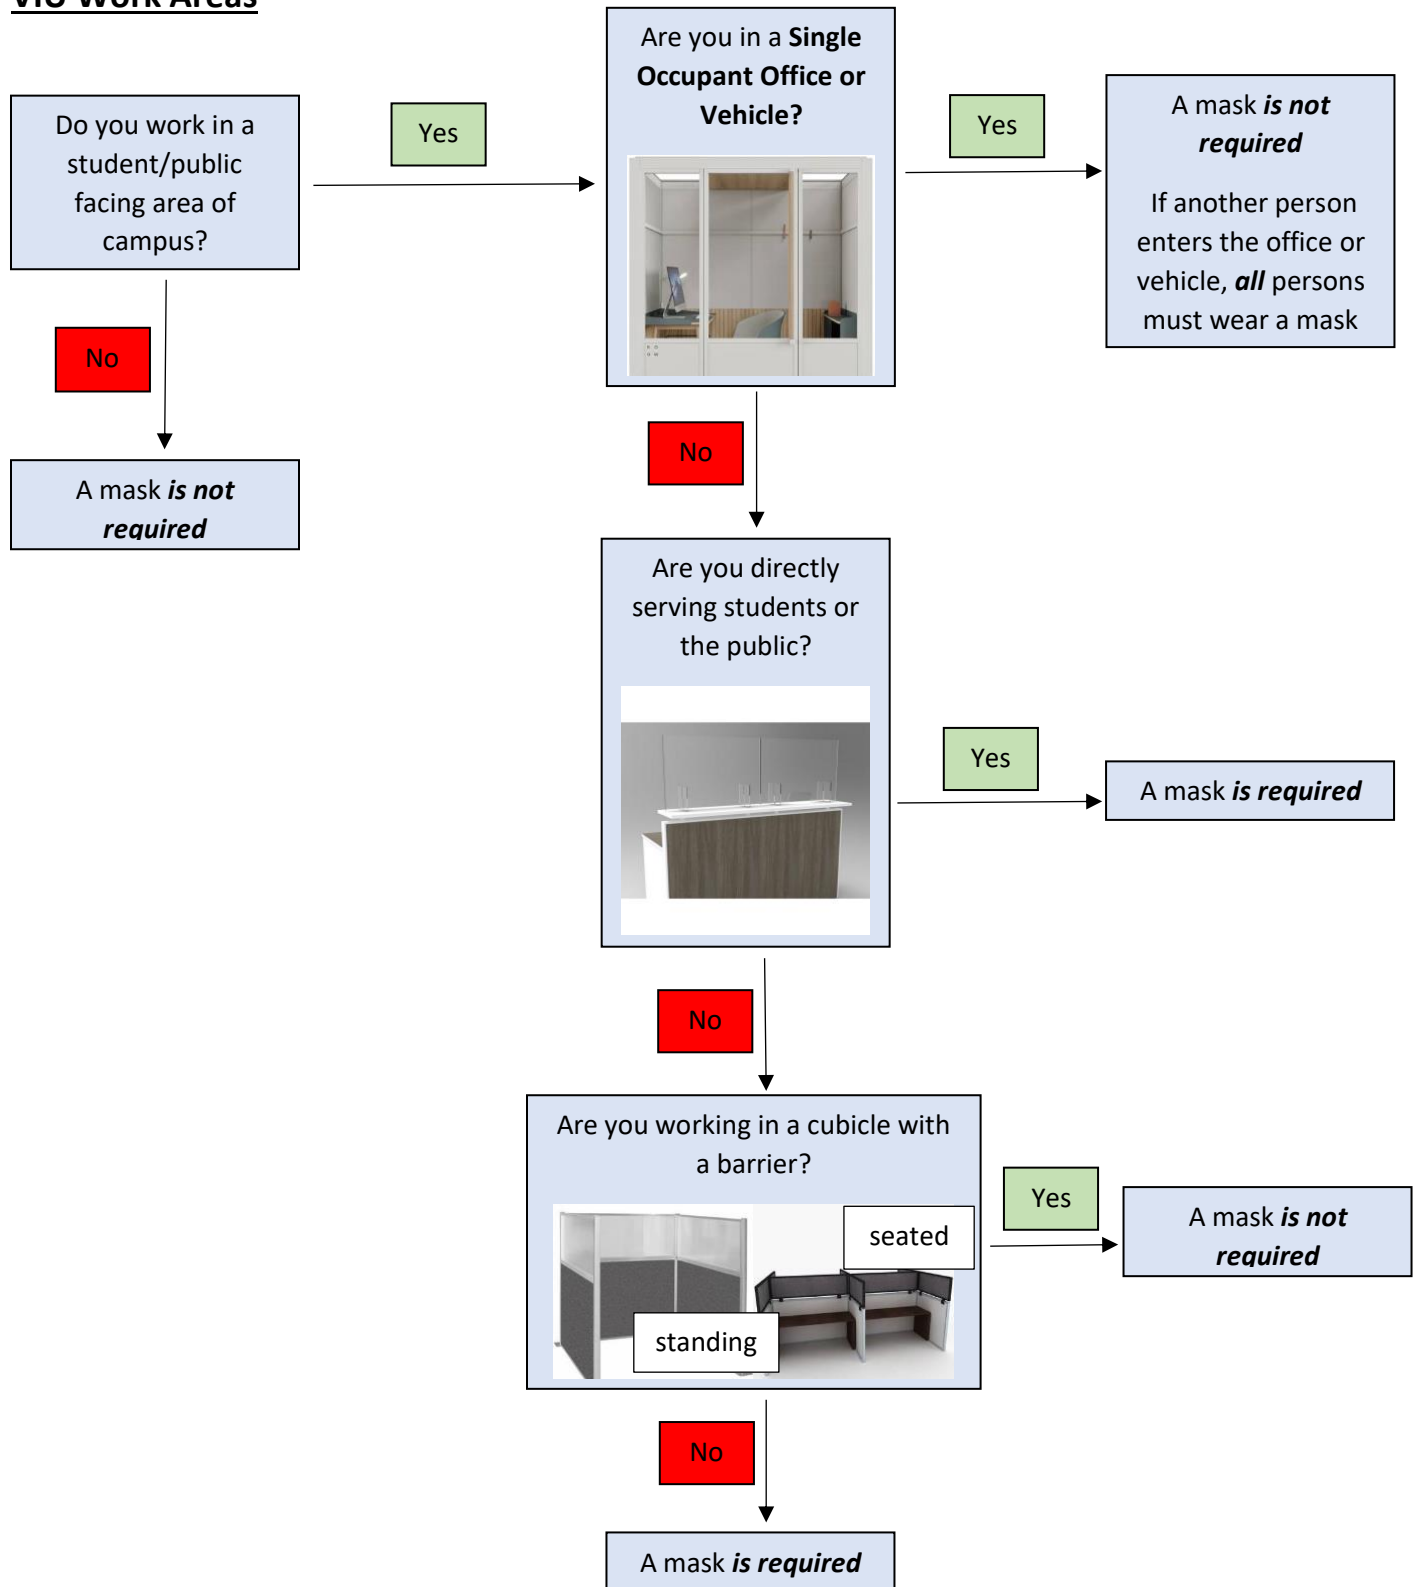 VIU Work Areas
Are you in a Single
Occupant Office or
Vehicle?
Do you work in a
student/public
facing area of
campus?
Yes
Yes
A mask is not
required
If another person
enters the office or
vehicle, all persons
must wear a mask
No
A mask is not
required
No
Are you directly
serving students or
the public?
Yes
A mask is required
No
Are you working in a cubicle with
a barrier?
seated
standing
Yes
A mask is not
required
No
A mask is required